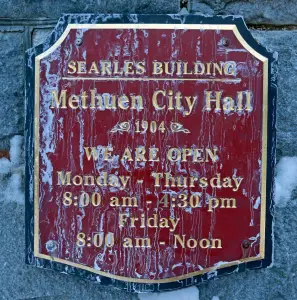 SEARLES BUILDING
Methuen City Hall
1904
WE ARE OPEN
Monday - Thursday
8:00 am - 4:30 pm
Friday
8:00 am - Noon